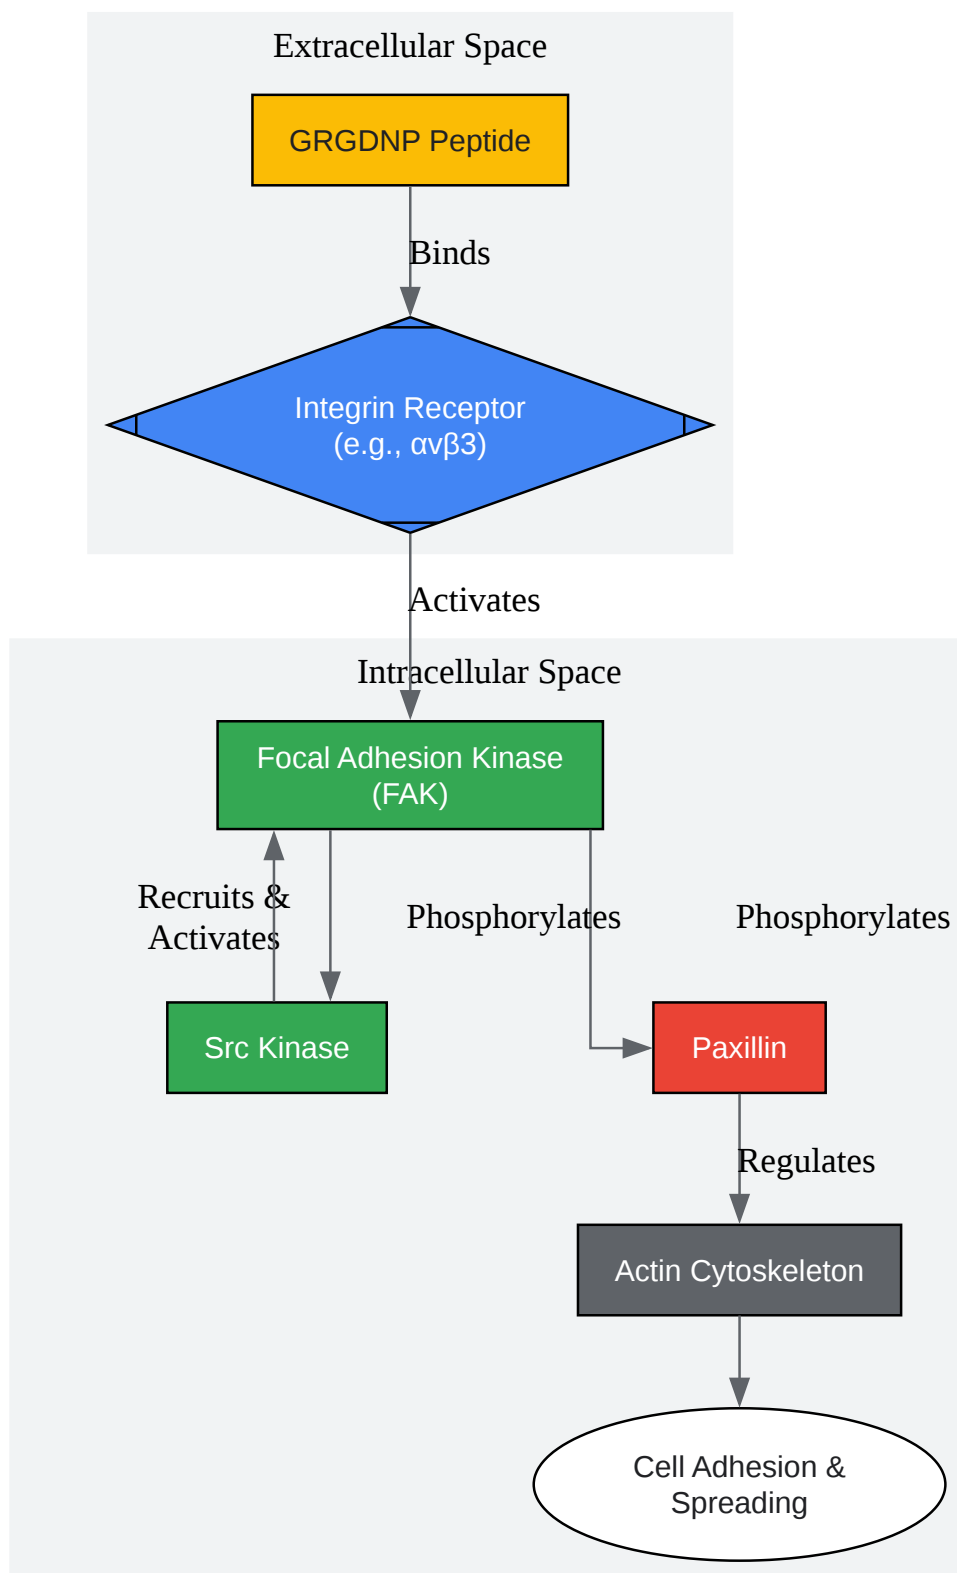 Extracellular Space
GRGDNP Peptide
Binds
Integrin Receptor
(e.g., αvβ3)
Activates
Intracellular Space
Focal Adhesion Kinase
(FAK)
Recruits &
Activates
Phosphorylates
Phosphorylates
Src Kinase
Paxillin
Regulates
Actin Cytoskeleton
Cell Adhesion &
Spreading